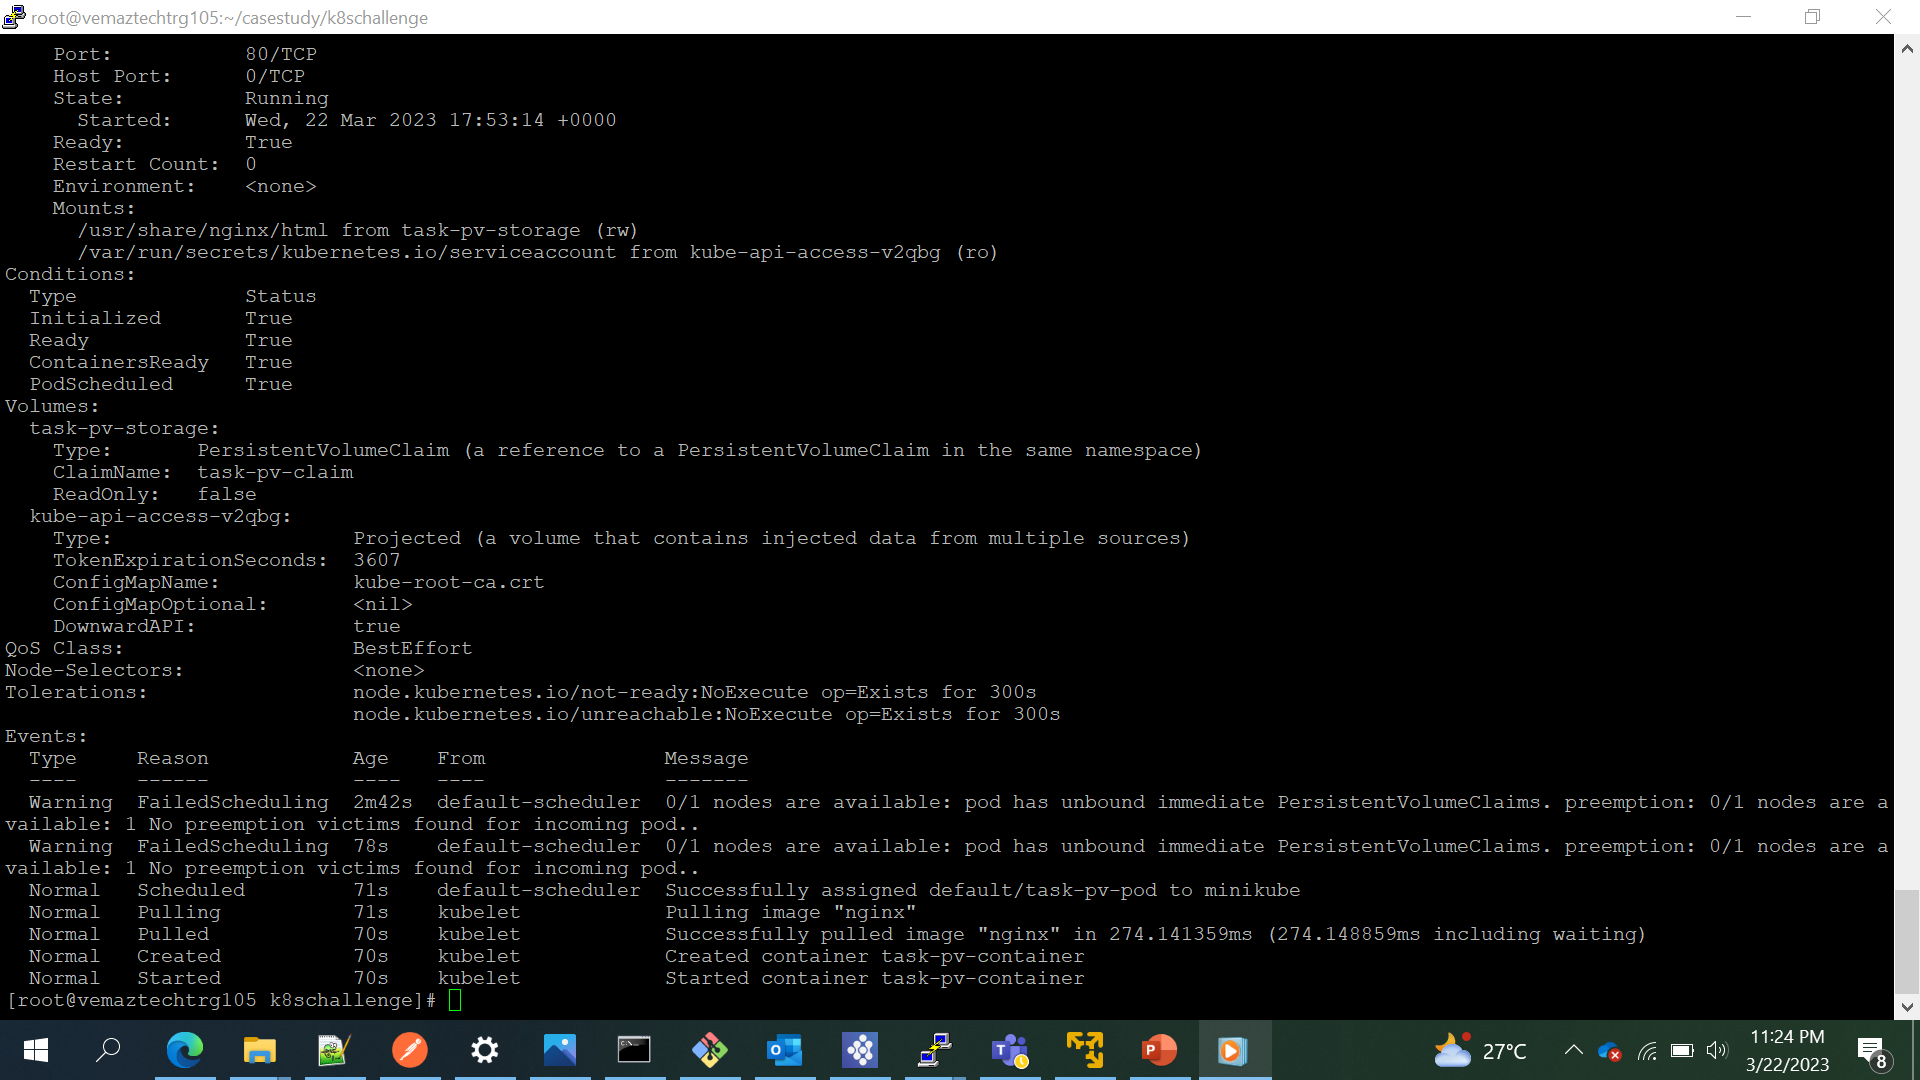 root@vemaztechtrg105:~/casestudy/k8schallenge
Port: 80/TCP
Host Port: 0/TCP
State: Running
Started: Wed, 22 Mar 2023 17:53:14 +0000
Ready: True
Restart Count: 0
Environment: <none>
Mounts:
/usr/share/nginx/html from task-pv-storage (rw)
/var/run/secrets/kubernetes.io/serviceaccount from kube-api-access-v2qbg (ro)
Conditions:
Type Status
Initialized True
Ready True
ContainersReady True
PodScheduled True
Volumes:
task-pv-storage:
Type: PersistentVolumeClaim (a reference to a PersistentVolumeClaim in the same namespace)
ClaimName: task-pv-claim
ReadOnly: false
kube-api-access-v2qbg:
Type: Projected (a volume that contains injected data from multiple sources)
TokenExpirationSeconds: 3607
ConfigMapName: kube-root-ca.crt
ConfigMapOptional: <nil>
DownwardAPI: true
QoS Class: BestEffort
Node-Selectors: <none>
Tolerations: node.kubernetes.io/not-ready:NoExecute op=Exists for 300s
node.kubernetes.io/unreachable:NoExecute op=Exists for 300s
Events:
Type Reason Age From Message
---- ------ ---- ---- -------
Warning FailedScheduling 2m42s default-scheduler 0/1 nodes are available: pod has unbound immediate PersistentVolumeClaims. preemption: 0/1 nodes are a
vailable: 1 No preemption victims found for incoming pod..
Warning FailedScheduling 78s default-scheduler 0/1 nodes are available: pod has unbound immediate PersistentVolumeClaims. preemption: 0/1 nodes are a
vailable: 1 No preemption victims found for incoming pod..
Normal Scheduled 71s default-scheduler Successfully assigned default/task-pv-pod to minikube
Normal Pulling 71s kubelet Pulling image "nginx"
Normal Pulled 70s kubelet Successfully pulled image "nginx" in 274.141359ms (274.148859ms including waiting)
Normal Created 70s kubelet Created container task-pv-container
Normal Started 70s kubelet Started container task-pv-container
[root@vemaztechtrg105 k8schallenge]#
27°C
11:24 PM
3/22/2023
8